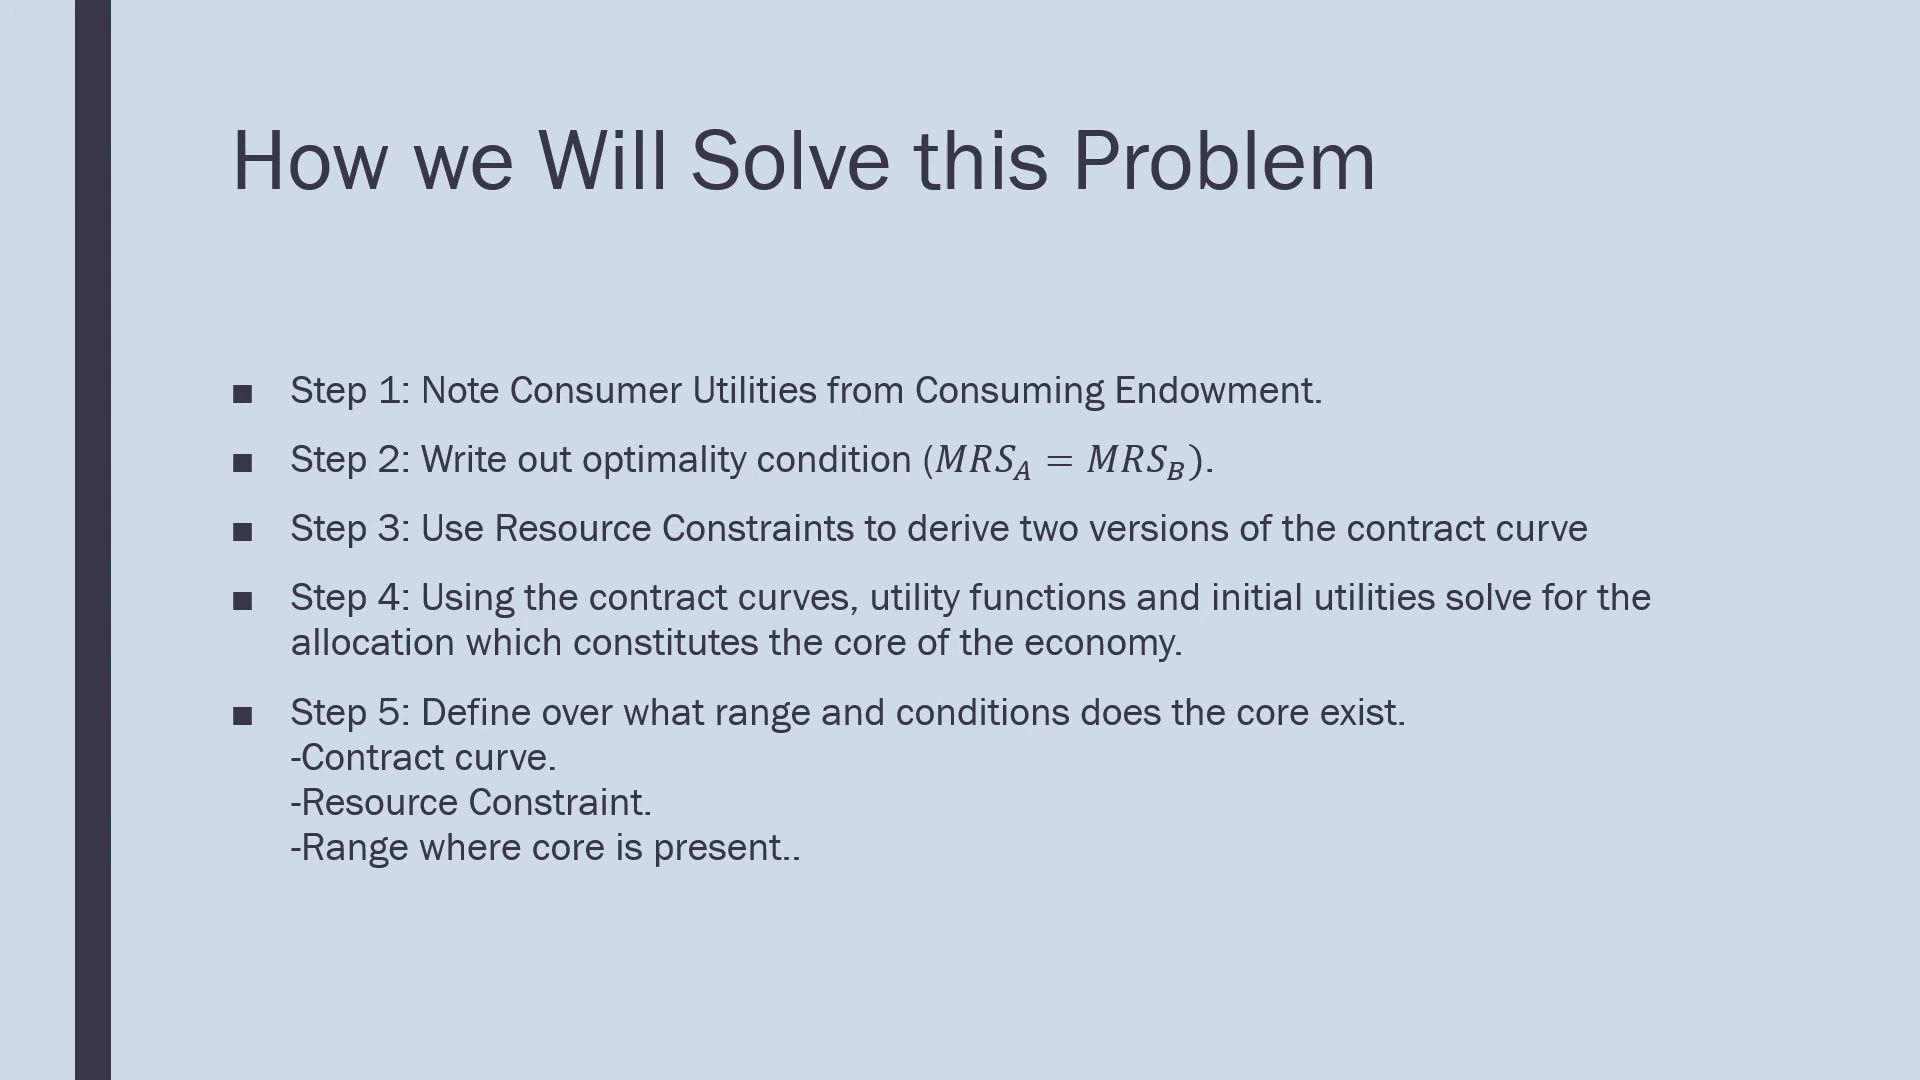 How we Will Solve this Problem
■ Step 1: Note Consumer Utilities from Consuming Endowment.
■ Step 2: Write out optimality condition ($MRS_A = MRS_B$).
■ Step 3: Use Resource Constraints to derive two versions of the contract curve
■ Step 4: Using the contract curves, utility functions and initial utilities solve for the
allocation which constitutes the core of the economy.
■ Step 5: Define over what range and conditions does the core exist.
-Contract curve.
-Resource Constraint.
-Range where core is present..